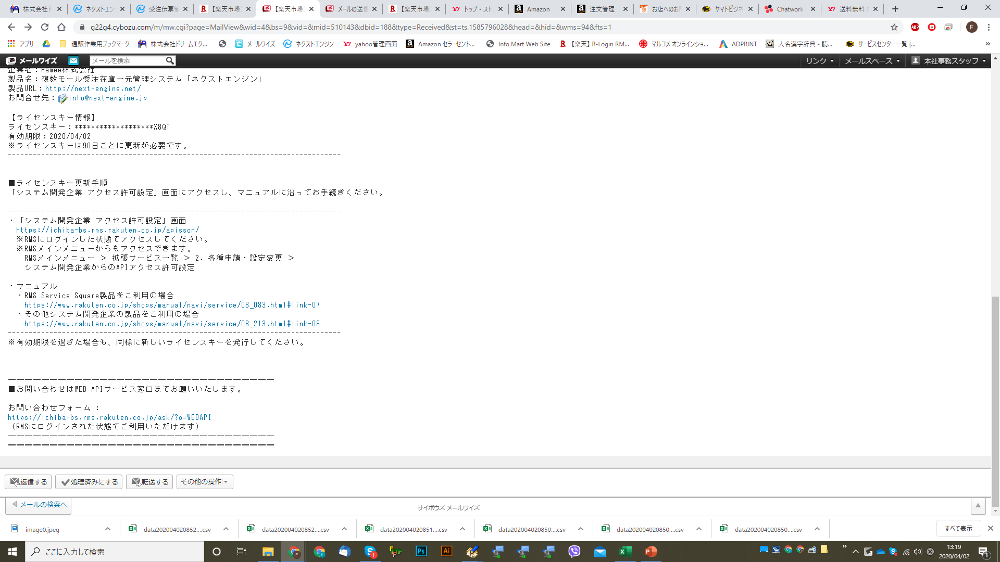 株式会社ド
ネクストエン
受注伝票管
【楽天市場
【楽天市場
メールの送信
【楽天市場
トップ - スト
Amazon
注文管理
お店へのお
ヤマトビジネ
Chatwork
送料無料
g22g4.cybozu.com/m/mw.cgi?page=MailView&wid=4&bs=9&vid=&mid=510143&dbid=188&type=Received&st=ts.1585796028&head=&hid=&wms=94&fts=1
ABP
F
アプリ
通販作業用ブックマーク
株式会社ドリームエク...
メールワイズ
ネクストエンジン
yahoo管理画面
Amazon セラーセント...
Info Mart Web Site
【楽天】R-Login RM...
マルコメ オンラインショ...
ADPRINT
人名漢字辞典 - 読...
サービスセンター一覧 |...
»
メールワイズ
メールを検索
リンク
メールスペース
本社事務スタッフ
企業名：Hamee株式会社
製品名：複数モール受注在庫一元管理システム「ネクストエンジン」
製品URL：http://next-engine.net/
お問合せ先：info@next-engine.jp
【ライセンスキー情報】
ライセンスキー：*******************X8QT
有効期限：2020/04/02
※ライセンスキーは90日ごとに更新が必要です。
--------------------------------------------------------------------------------
■ライセンスキー更新手順
「システム開発企業 アクセス許可設定」画面にアクセスし、マニュアルに沿ってお手続きください。
--------------------------------------------------------------------------------
・「システム開発企業 アクセス許可設定」画面
https://ichiba-bs.rms.rakuten.co.jp/apisson/
※RMSにログインした状態でアクセスしてください。
※RMSメインメニューからもアクセスできます。
RMSメインメニュー ＞ 拡張サービス一覧 ＞ 2. 各種申請・設定変更 ＞
システム開発企業からのAPIアクセス許可設定
・マニュアル
・RMS Service Square製品をご利用の場合
https://www.rakuten.co.jp/shops/manual/navi/service/08_083.html#link-07
・その他システム開発企業の製品をご利用の場合
https://www.rakuten.co.jp/shops/manual/navi/service/08_213.html#link-08
--------------------------------------------------------------------------------
※有効期限を過ぎた場合も、同様に新しいライセンスキーを発行してください。
――――――――――――――――――――――――――――――――
■お問い合わせはWEB APIサービス窓口までお願いいたします。
お問い合わせフォーム :
https://ichiba-bs.rms.rakuten.co.jp/ask/?o=WEBAPI
（RMSにログインされた状態でご利用いただけます）
――――――――――――――――――――――――――――――――
━━━━━━━━━━━━━━━━━━━━━━━━━━━━━━━━
返信する
処理済みにする
転送する
その他の操作
メールの検索へ
サイボウズ メールワイズ
image0.jpeg
data202004020852....csv
data202004020852....csv
data202004020851....csv
data202004020850....csv
data202004020850....csv
data202004020850....csv
すべて表示
ここに入力して検索
13:19
2020/04/02